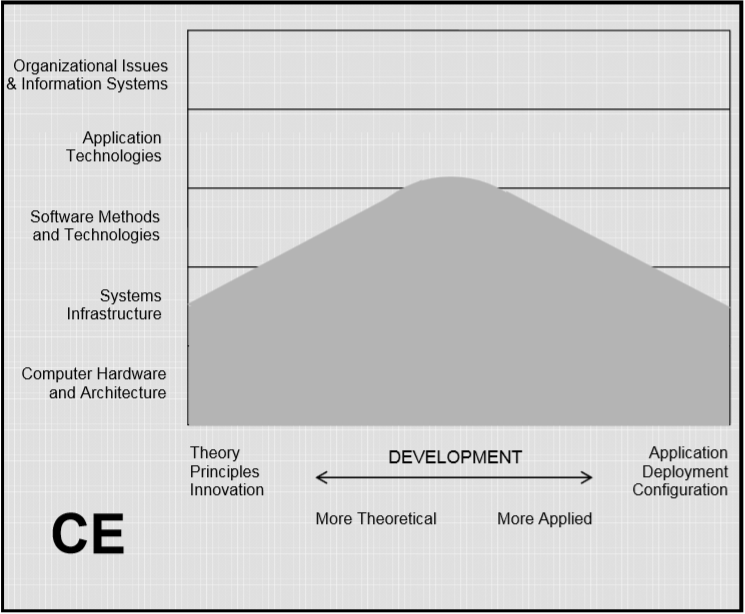 Organizational Issues
& Information Systems
Application
Technologies
Software Methods
and Technologies
Systems
Infrastructure
Computer Hardware
and Architecture
Theory
Principles
Innovation
DEVELOPMENT
More Theoretical
More Applied
Application
Deployment
Configuration
CE